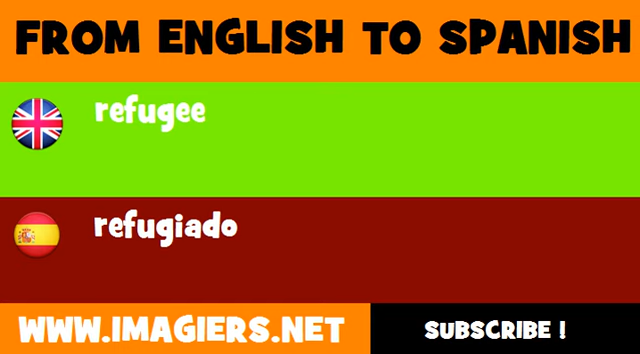 FROM ENGLISH TO SPANISH
refugee
refugiado
WWW.IMAGIERS.NET
SUBSCRIBE !